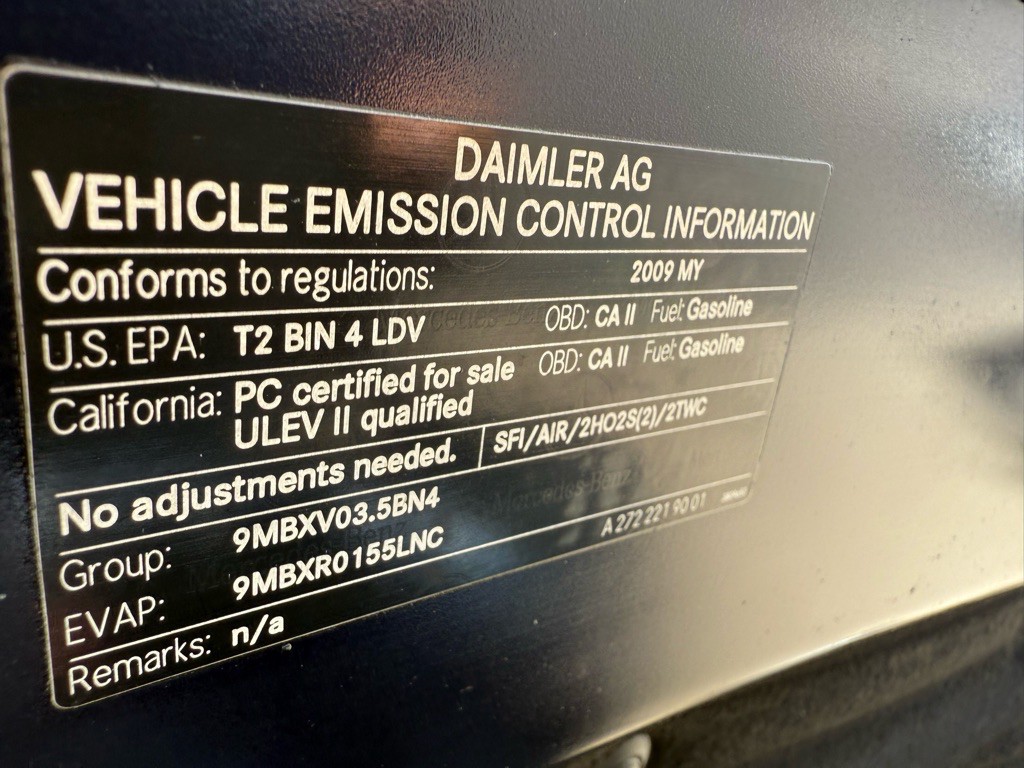 DAIMLER AG
VEHICLE EMISSION CONTROL INFORMATION
Conforms to regulations: 2009 MY
U.S. EPA: T2 BIN 4 LDV OBD: CA II Fuel: Gasoline
California: PC certified for sale OBD: CA II Fuel: Gasoline
ULEV II qualified
No adjustments needed. SFI/AIR/2HO2S(2)/2TWC
Group: 9MBXV03.5BN4
EVAP: 9MBXR0155LNC
A 272 221 90 01
Remarks: n/a